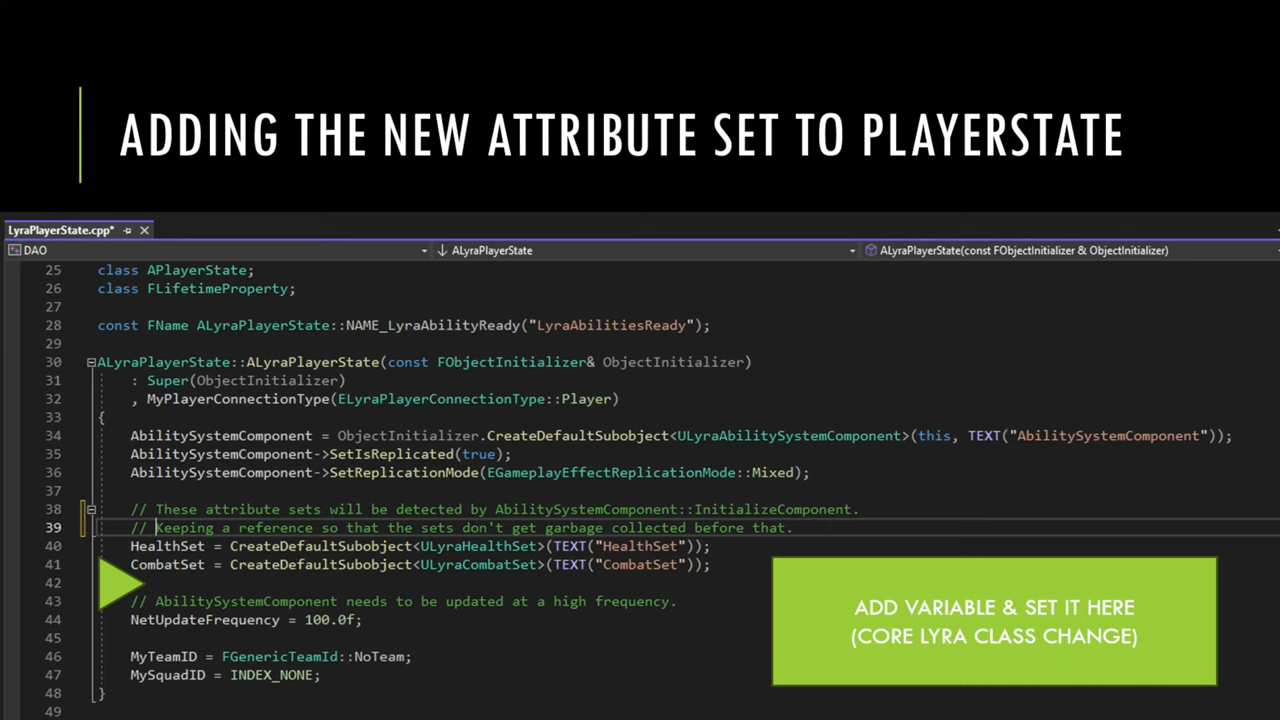 ADDING THE NEW ATTRIBUTE SET TO PLAYERSTATE
LyraPlayerState.cpp*
DAO ALyraPlayerState ALyraPlayerState(const FObjectInitializer & ObjectInitializer)
25 class APlayerState;
26 class FLifetimeProperty;
27
28 const FName ALyraPlayerState::NAME_LyraAbilityReady("LyraAbilitiesReady");
29
30 ALyraPlayerState::ALyraPlayerState(const FObjectInitializer& ObjectInitializer)
31 : Super(ObjectInitializer)
32 , MyPlayerConnectionType(ELyraPlayerConnectionType::Player)
33 {
34 AbilitySystemComponent = ObjectInitializer.CreateDefaultSubobject<ULyraAbilitySystemComponent>(this, TEXT("AbilitySystemComponent"));
35 AbilitySystemComponent->SetIsReplicated(true);
36 AbilitySystemComponent->SetReplicationMode(EGameplayEffectReplicationMode::Mixed);
37
38 // These attribute sets will be detected by AbilitySystemComponent::InitializeComponent.
39 // Keeping a reference so that the sets don't get garbage collected before that.
40 HealthSet = CreateDefaultSubobject<ULyraHealthSet>(TEXT("HealthSet"));
41 CombatSet = CreateDefaultSubobject<ULyraCombatSet>(TEXT("CombatSet"));
42
43 // AbilitySystemComponent needs to be updated at a high frequency.
44 NetUpdateFrequency = 100.0f;
45
46 MyTeamID = FGenericTeamId::NoTeam;
47 MySquadID = INDEX_NONE;
48 }
49
ADD VARIABLE & SET IT HERE
(CORE LYRA CLASS CHANGE)